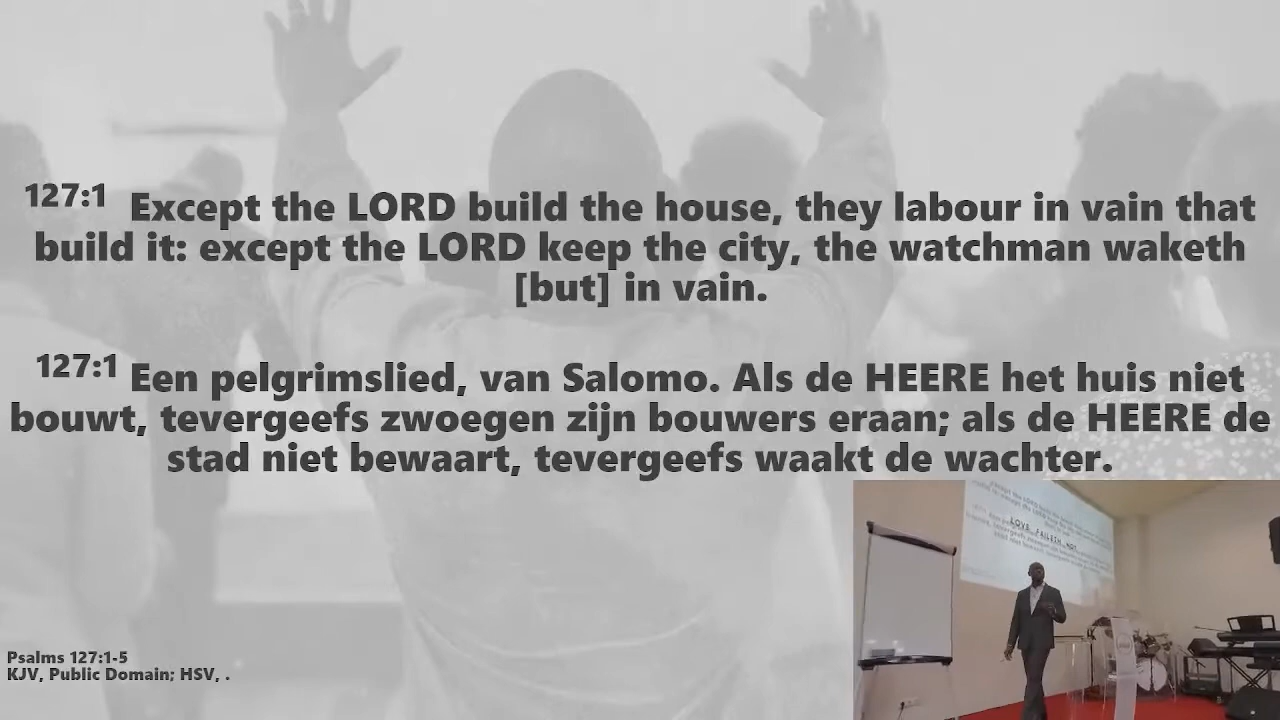 127:1 Except the LORD build the house, they labour in vain that
build it: except the LORD keep the city, the watchman waketh
[but] in vain.
127:1 Een pelgrimslied, van Salomo. Als de HEERE het huis niet
bouwt, tevergeefs zwoegen zijn bouwers eraan; als de HEERE de
stad niet bewaart, tevergeefs waakt de wachter.
LOVE
Psalms 127:1-5
KJV, Public Domain; HSV, .